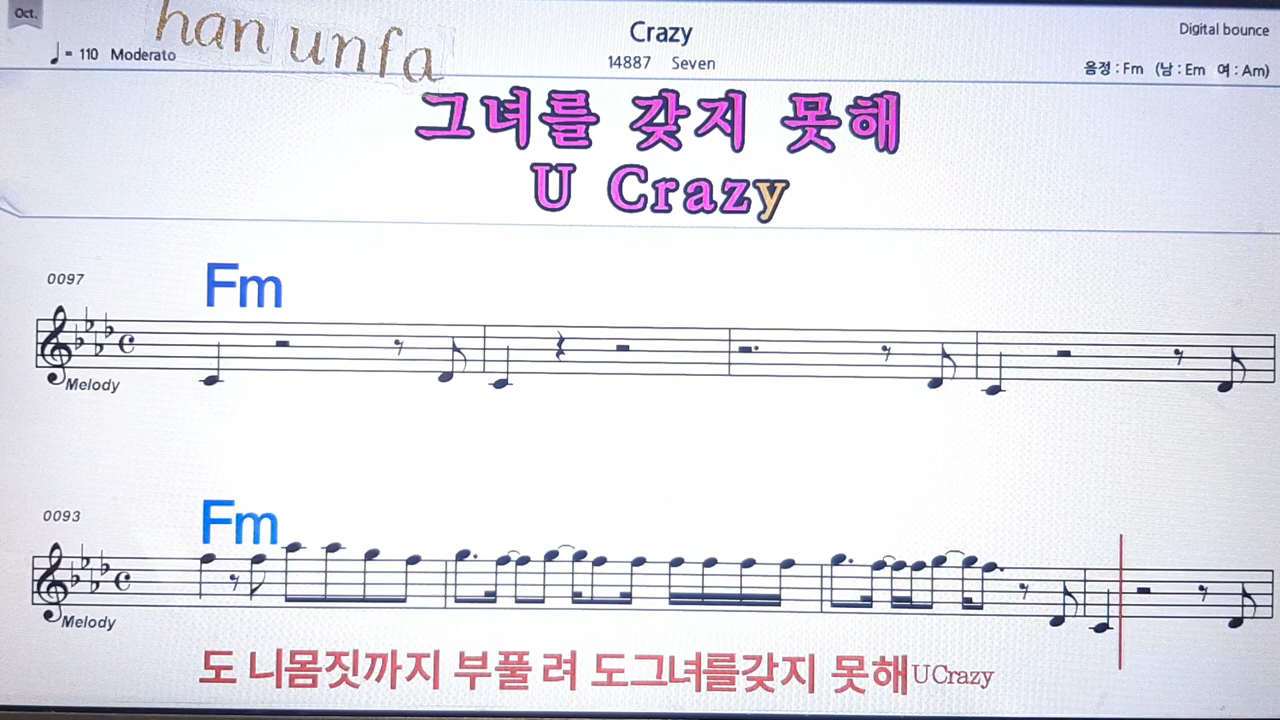 Oct.
han unfa
Crazy
Digital bounce
♩= 110 Moderato
14887 Seven
음정 : Fm (남 : Em 여 : Am)
그녀를 갖지 못해
U Crazy
0097
Fm
Melody
0093
Fm
Melody
도 니몸짓까지 부풀 려 도그녀를갖지 못해U Crazy